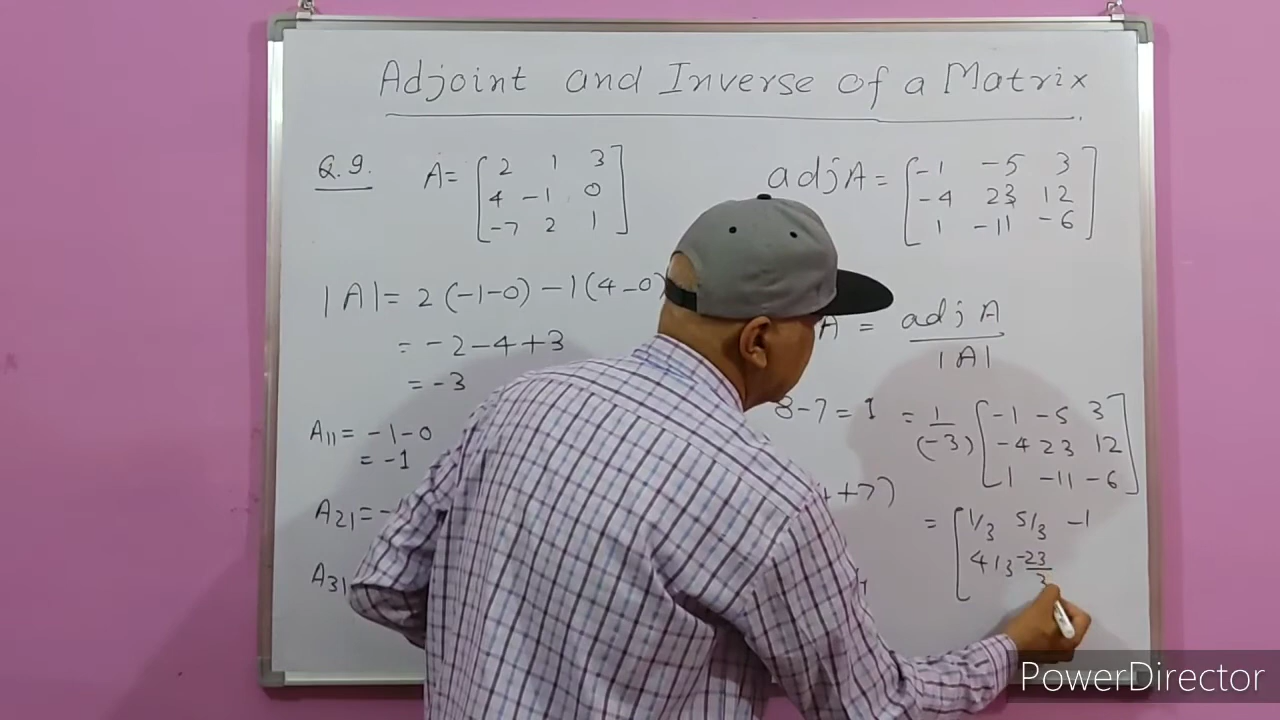 Adjoint and Inverse of a Matrix
Q.9. A= [ 2 1 3
4 -1 0
-7 2 1 ]
|A|= 2(-1-0) -1(4-0)
= -2-4+3
= -3
A11= -1-0
= -1
A21= -
A31
adjA= [ -1 -5 3
-4 23 12
1 -11 -6 ]
A = adj A
|A|
8-7=1
+7)
= 1/(-3) [ -1 -5 3
-4 23 12
1 -11 -6 ]
= [ 1/3 5/3 -1
4/3 -23/3
PowerDirector